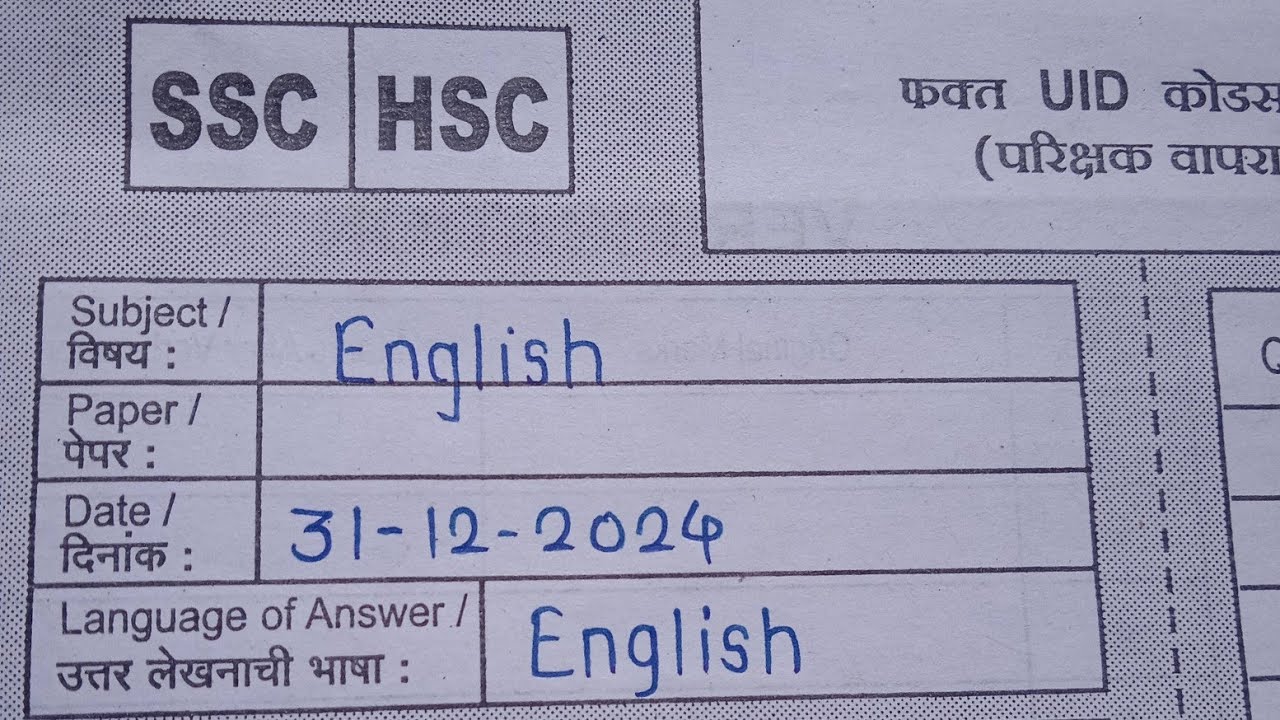 SSC HSC
फक्त UID कोडस
(परिक्षक वापरा
Subject /
विषय :
English
Paper /
पेपर :
Date /
दिनांक :
31-12-2024
Language of Answer /
उत्तर लेखनाची भाषा :
English